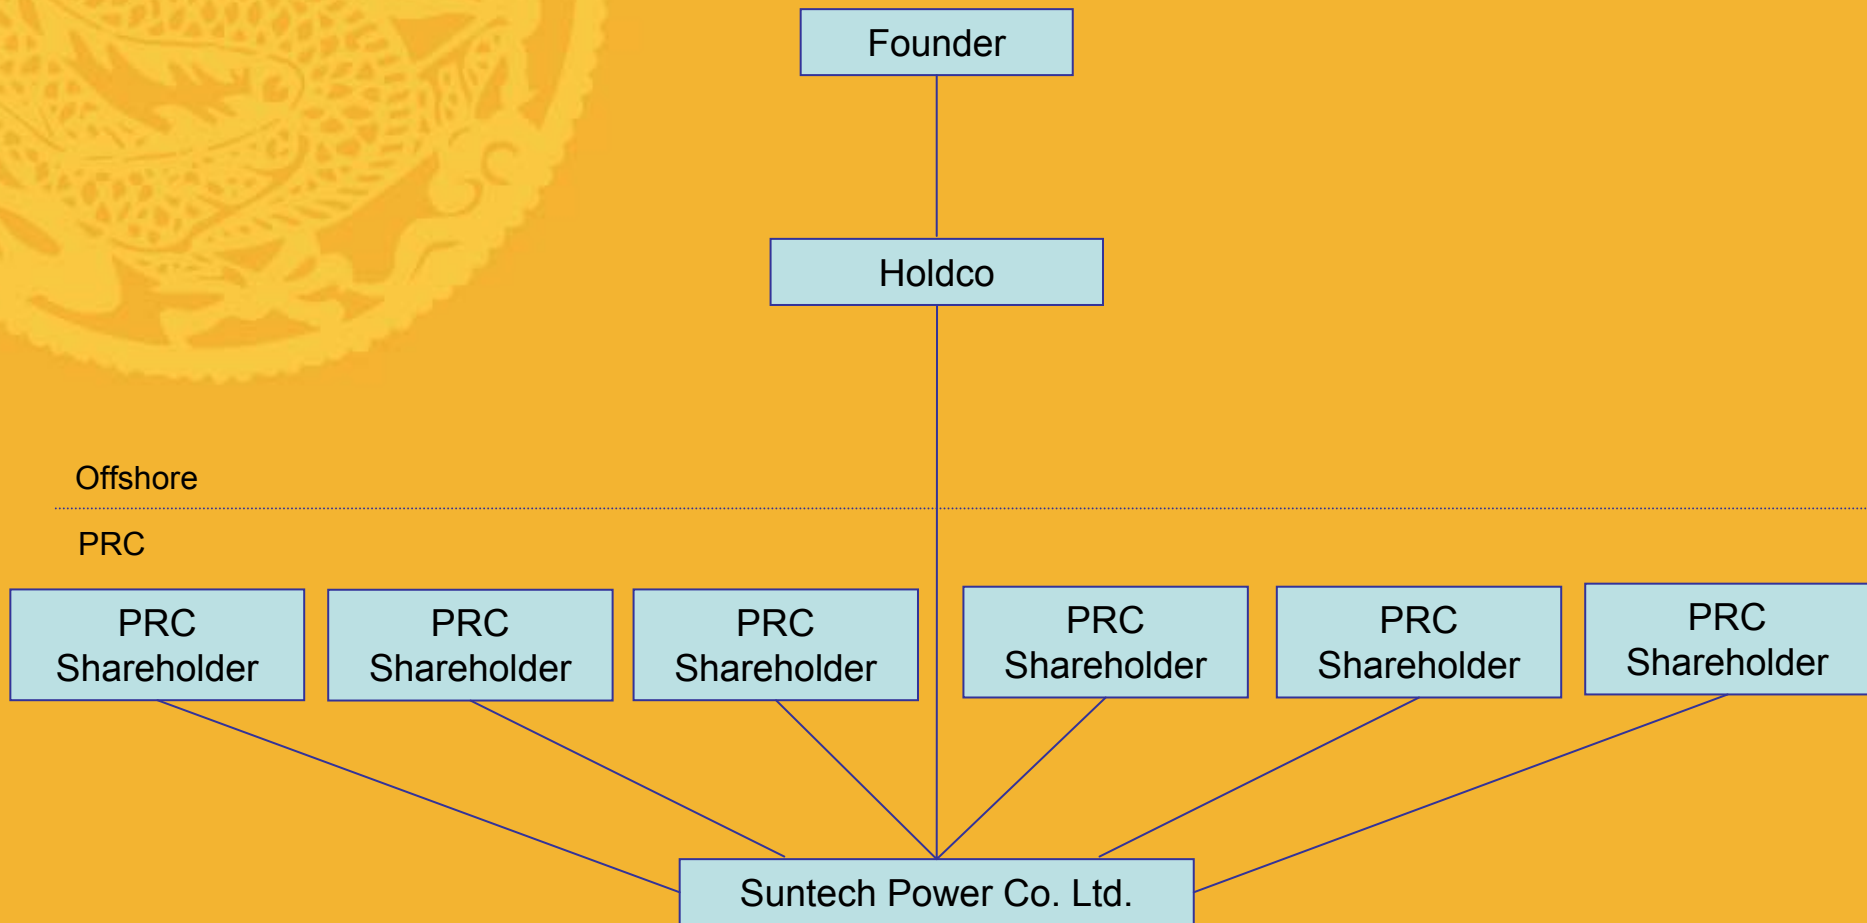 Founder
Holdco
Offshore
PRC
PRC
Shareholder
PRC
Shareholder
PRC
Shareholder
PRC
Shareholder
PRC
Shareholder
PRC
Shareholder
Suntech Power Co. Ltd.